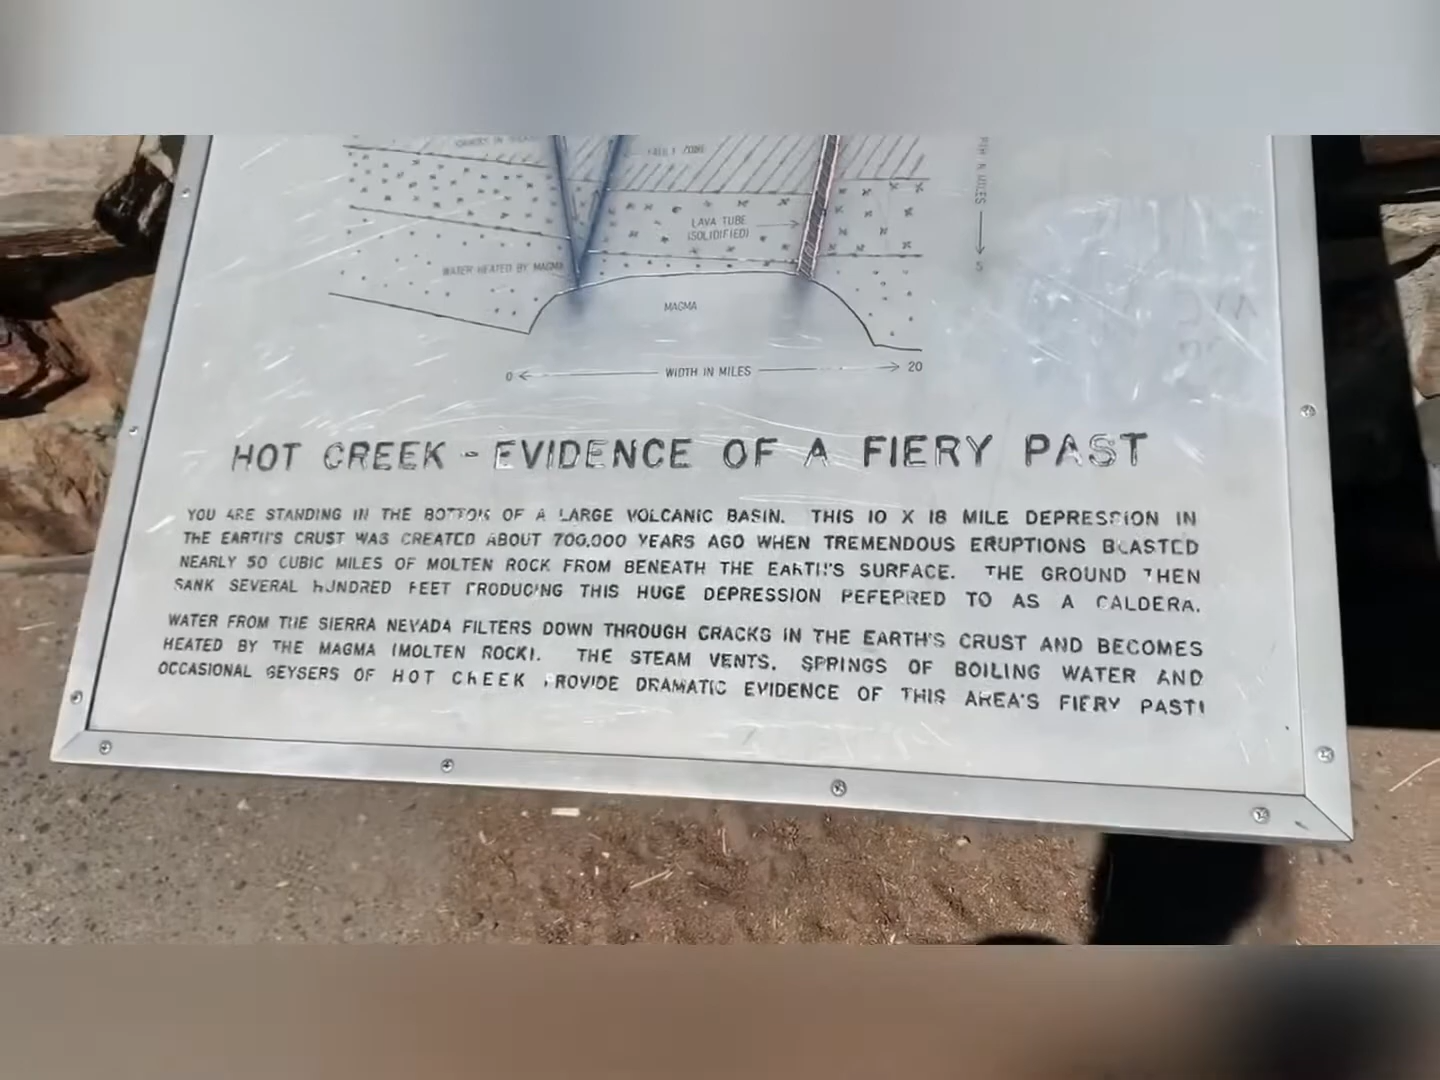 FAULT ZONE
LAVA TUBE
(SOLIDIFIED)
WATER HEATED BY MAGMA
MAGMA
IN MILES
5
0 WIDTH IN MILES 20
HOT CREEK - EVIDENCE OF A FIERY PAST
YOU ARE STANDING IN THE BOTTOM OF A LARGE VOLCANIC BASIN. THIS 10 X 18 MILE DEPRESSION IN
THE EARTH'S CRUST WAS CREATED ABOUT 700,000 YEARS AGO WHEN TREMENDOUS ERUPTIONS BLASTED
NEARLY 50 CUBIC MILES OF MOLTEN ROCK FROM BENEATH THE EARTH'S SURFACE. THE GROUND THEN
SANK SEVERAL HUNDRED FEET PRODUCING THIS HUGE DEPRESSION REFERRED TO AS A CALDERA.
WATER FROM THE SIERRA NEVADA FILTERS DOWN THROUGH CRACKS IN THE EARTH'S CRUST AND BECOMES
HEATED BY THE MAGMA (MOLTEN ROCK). THE STEAM VENTS, SPRINGS OF BOILING WATER AND
OCCASIONAL GEYSERS OF HOT CREEK PROVIDE DRAMATIC EVIDENCE OF THIS AREA'S FIERY PAST!